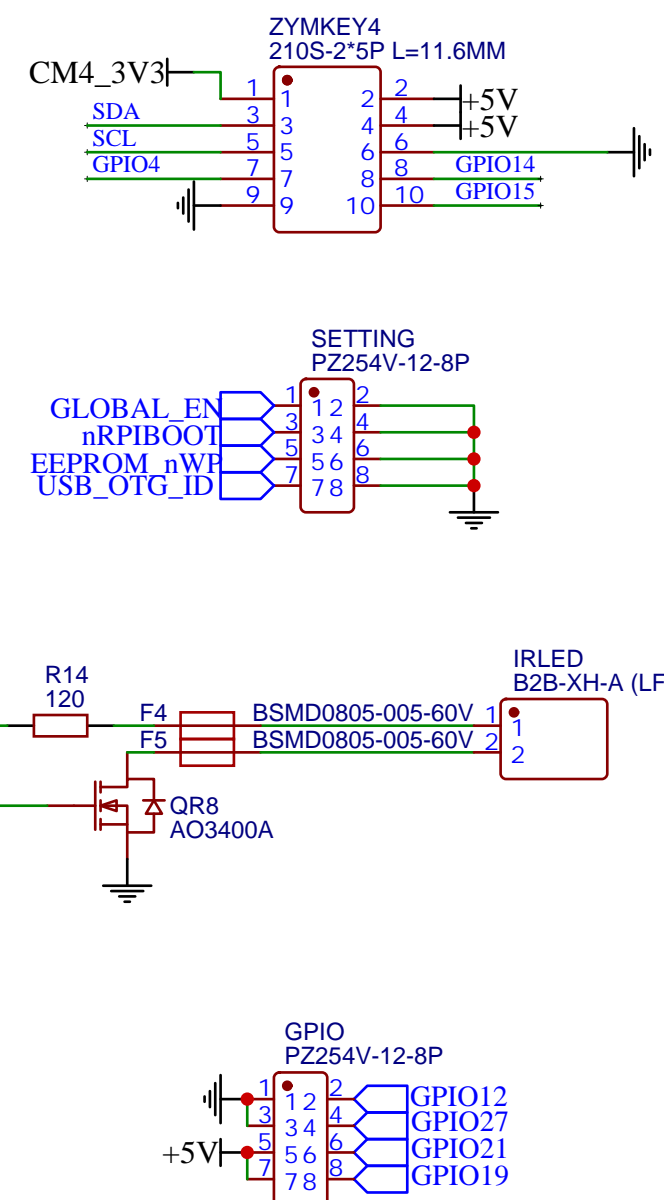 ZYMKEY4
210S-2*5P L=11.6MM
CM4_3V3
1 1 2 2 +5V
SDA 3 3 4 4 +5V
SCL 5 5 6 6
GPIO4 7 7 8 8 GPIO14
9 9 10 10 GPIO15
SETTING
PZ254V-12-8P
GLOBAL_EN 1 1 2 2
nRPIBOOT 3 3 4 4
EEPROM_nWP 5 5 6 6
USB_OTG_ID 7 7 8 8
IRLED
B2B-XH-A (LF
R14
120
F4 BSMD0805-005-60V 1 1
F5 BSMD0805-005-60V 2 2
QR8
AO3400A
GPIO
PZ254V-12-8P
1 1 2 2 GPIO12
3 3 4 4 GPIO27
+5V 5 5 6 6 GPIO21
7 7 8 8 GPIO19